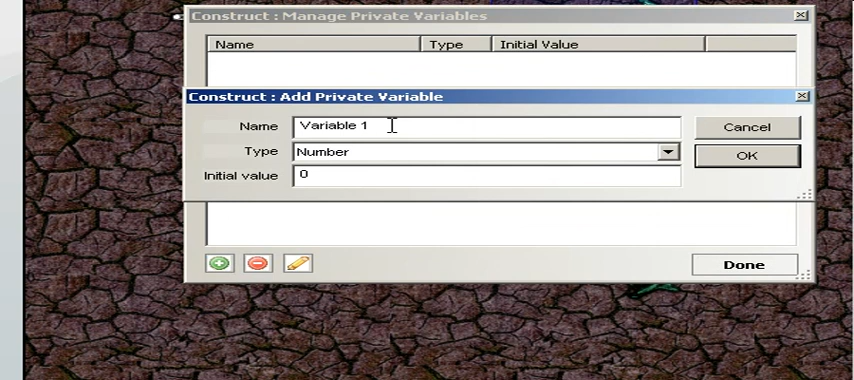 Construct : Manage Private Variables
Name Type Initial Value
Construct : Add Private Variable
Name Variable 1 Cancel
Type Number OK
Initial value 0
Done